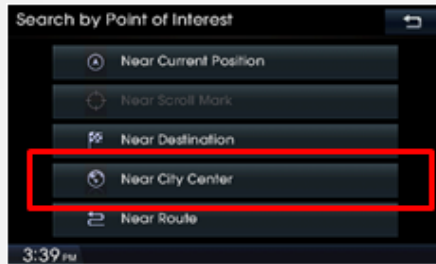 Search by Point of Interest
Near Current Position
Near Scroll Mark
Near Destination
Near City Center
Near Route
3:39 PM